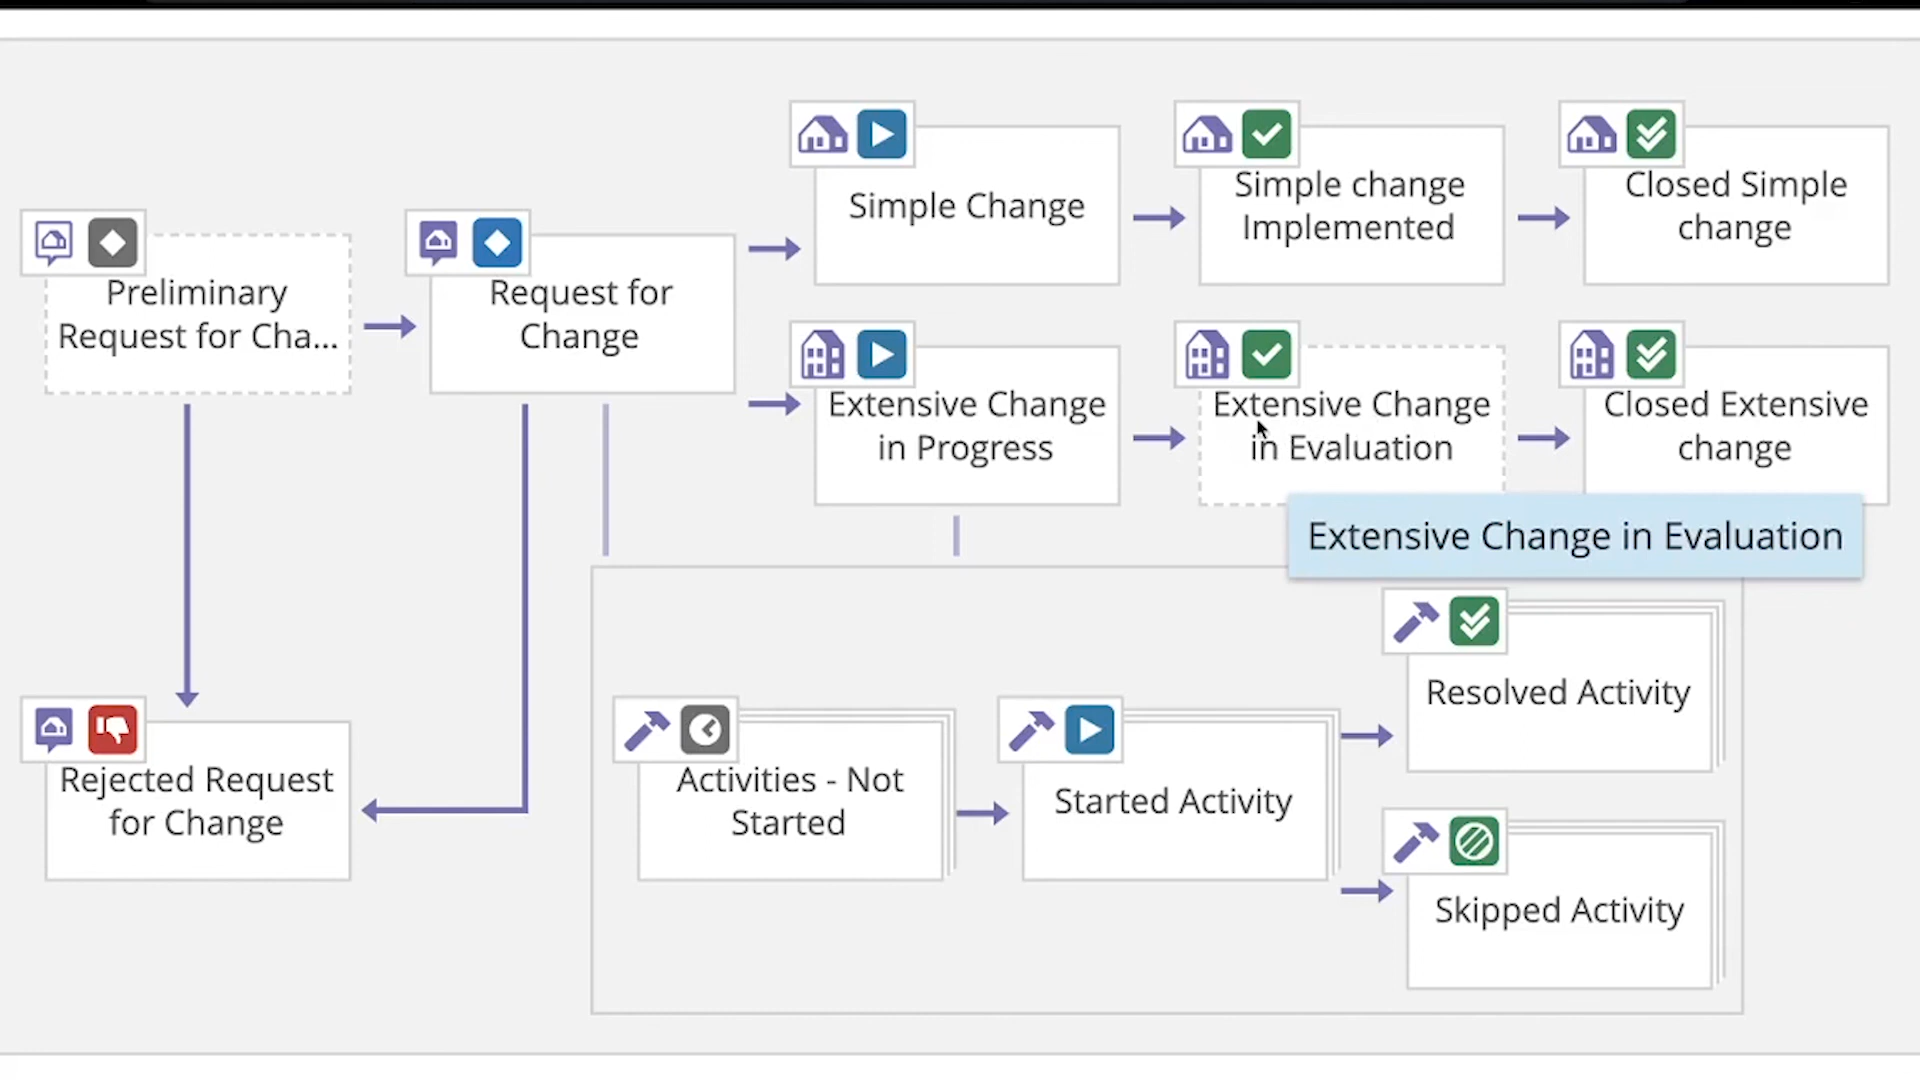 Simple Change
Simple change
Implemented
Closed Simple
change
Preliminary
Request for Cha...
Request for
Change
Extensive Change
in Progress
Extensive Change
in Evaluation
Closed Extensive
change
Extensive Change in Evaluation
Rejected Request
for Change
Activities - Not
Started
Started Activity
Resolved Activity
Skipped Activity